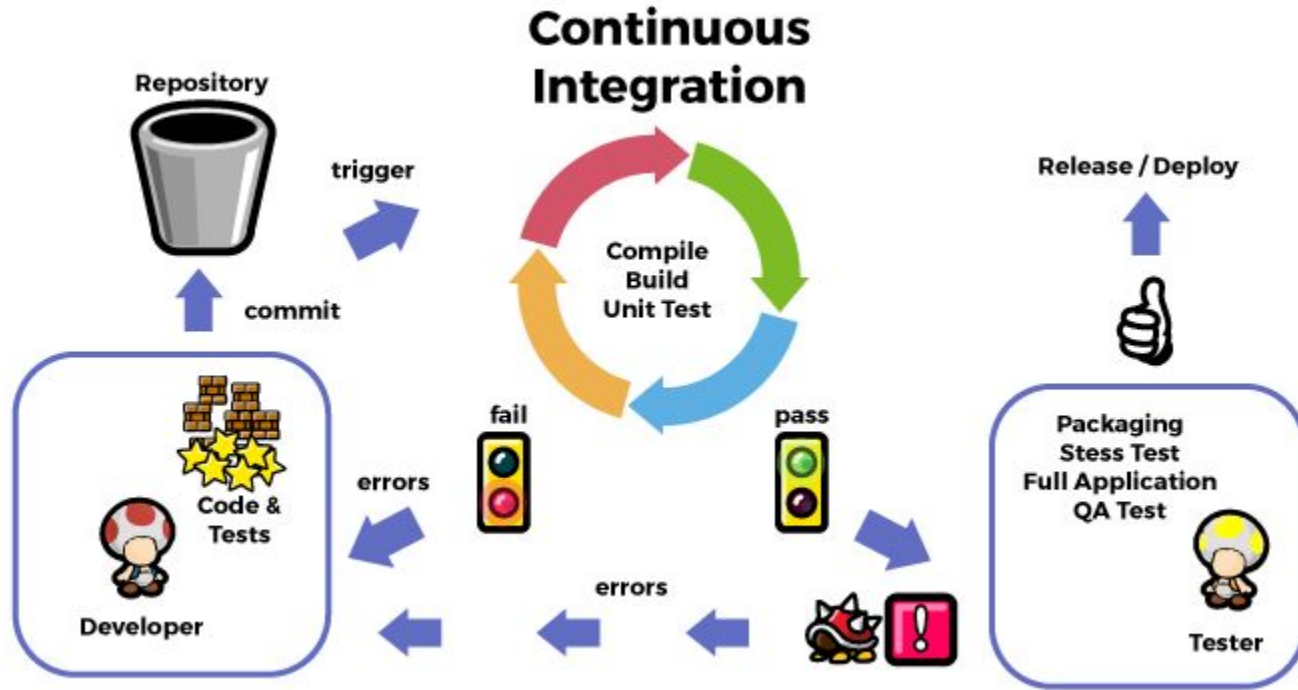 Continuous
Integration
Repository
trigger
commit
Compile
Build
Unit Test
Release / Deploy
fail
pass
errors
Code &
Tests
Developer
errors
Packaging
Stess Test
Full Application
QA Test
Tester
!